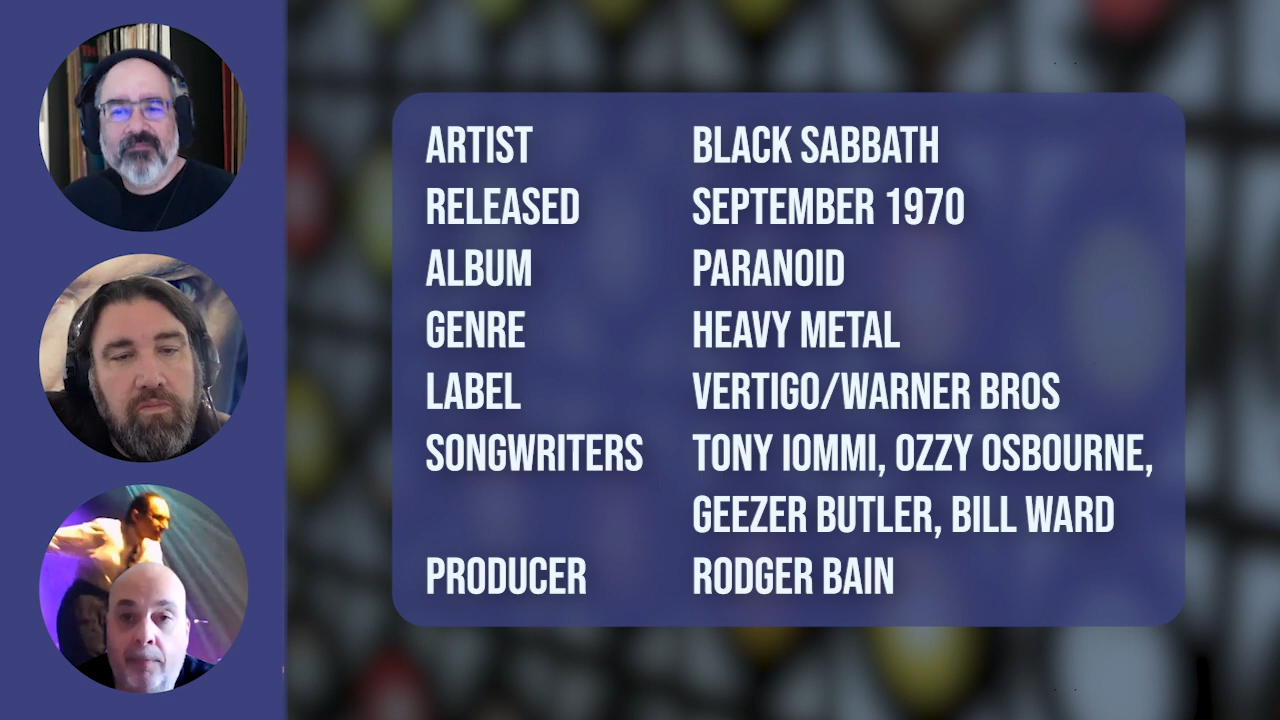 ARTIST BLACK SABBATH
RELEASED SEPTEMBER 1970
ALBUM PARANOID
GENRE HEAVY METAL
LABEL VERTIGO/WARNER BROS
SONGWRITERS TONY IOMMI, OZZY OSBOURNE,
GEEZER BUTLER, BILL WARD
PRODUCER RODGER BAIN